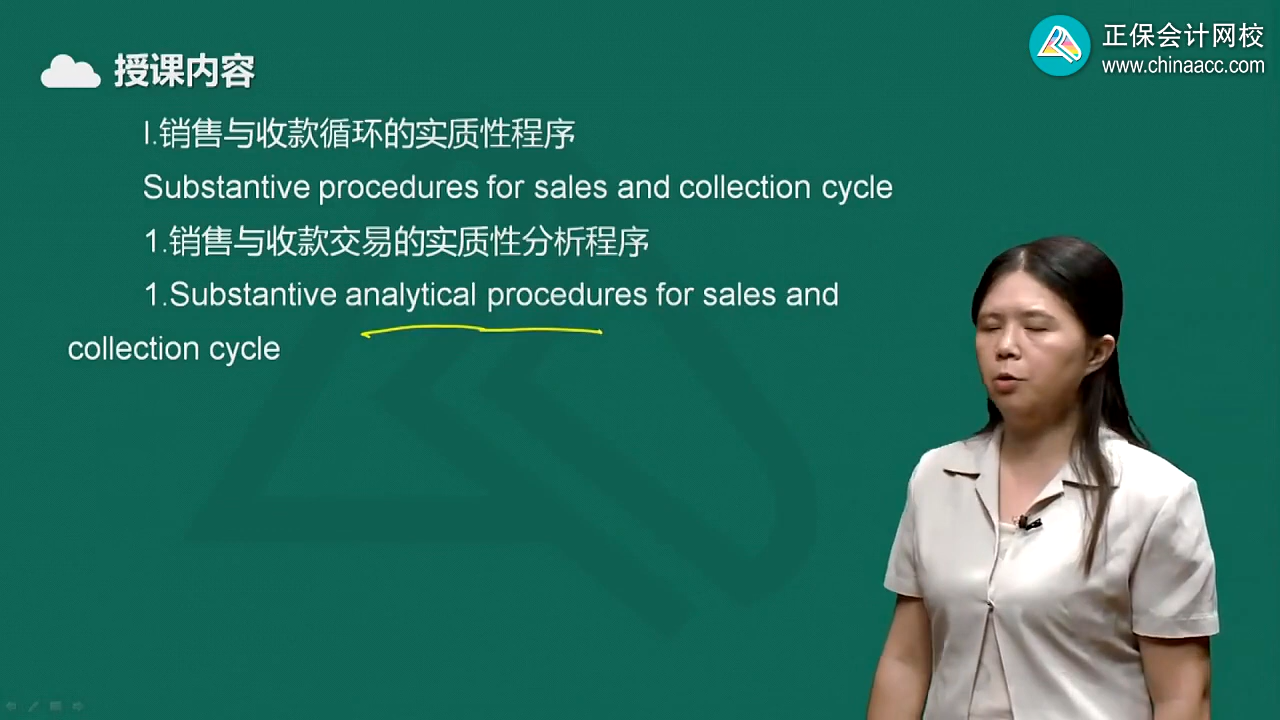 正保会计网校
www.chinaacc.com
授课内容
I.销售与收款循环的实质性程序
Substantive procedures for sales and collection cycle
1.销售与收款交易的实质性分析程序
1.Substantive analytical procedures for sales and
collection cycle